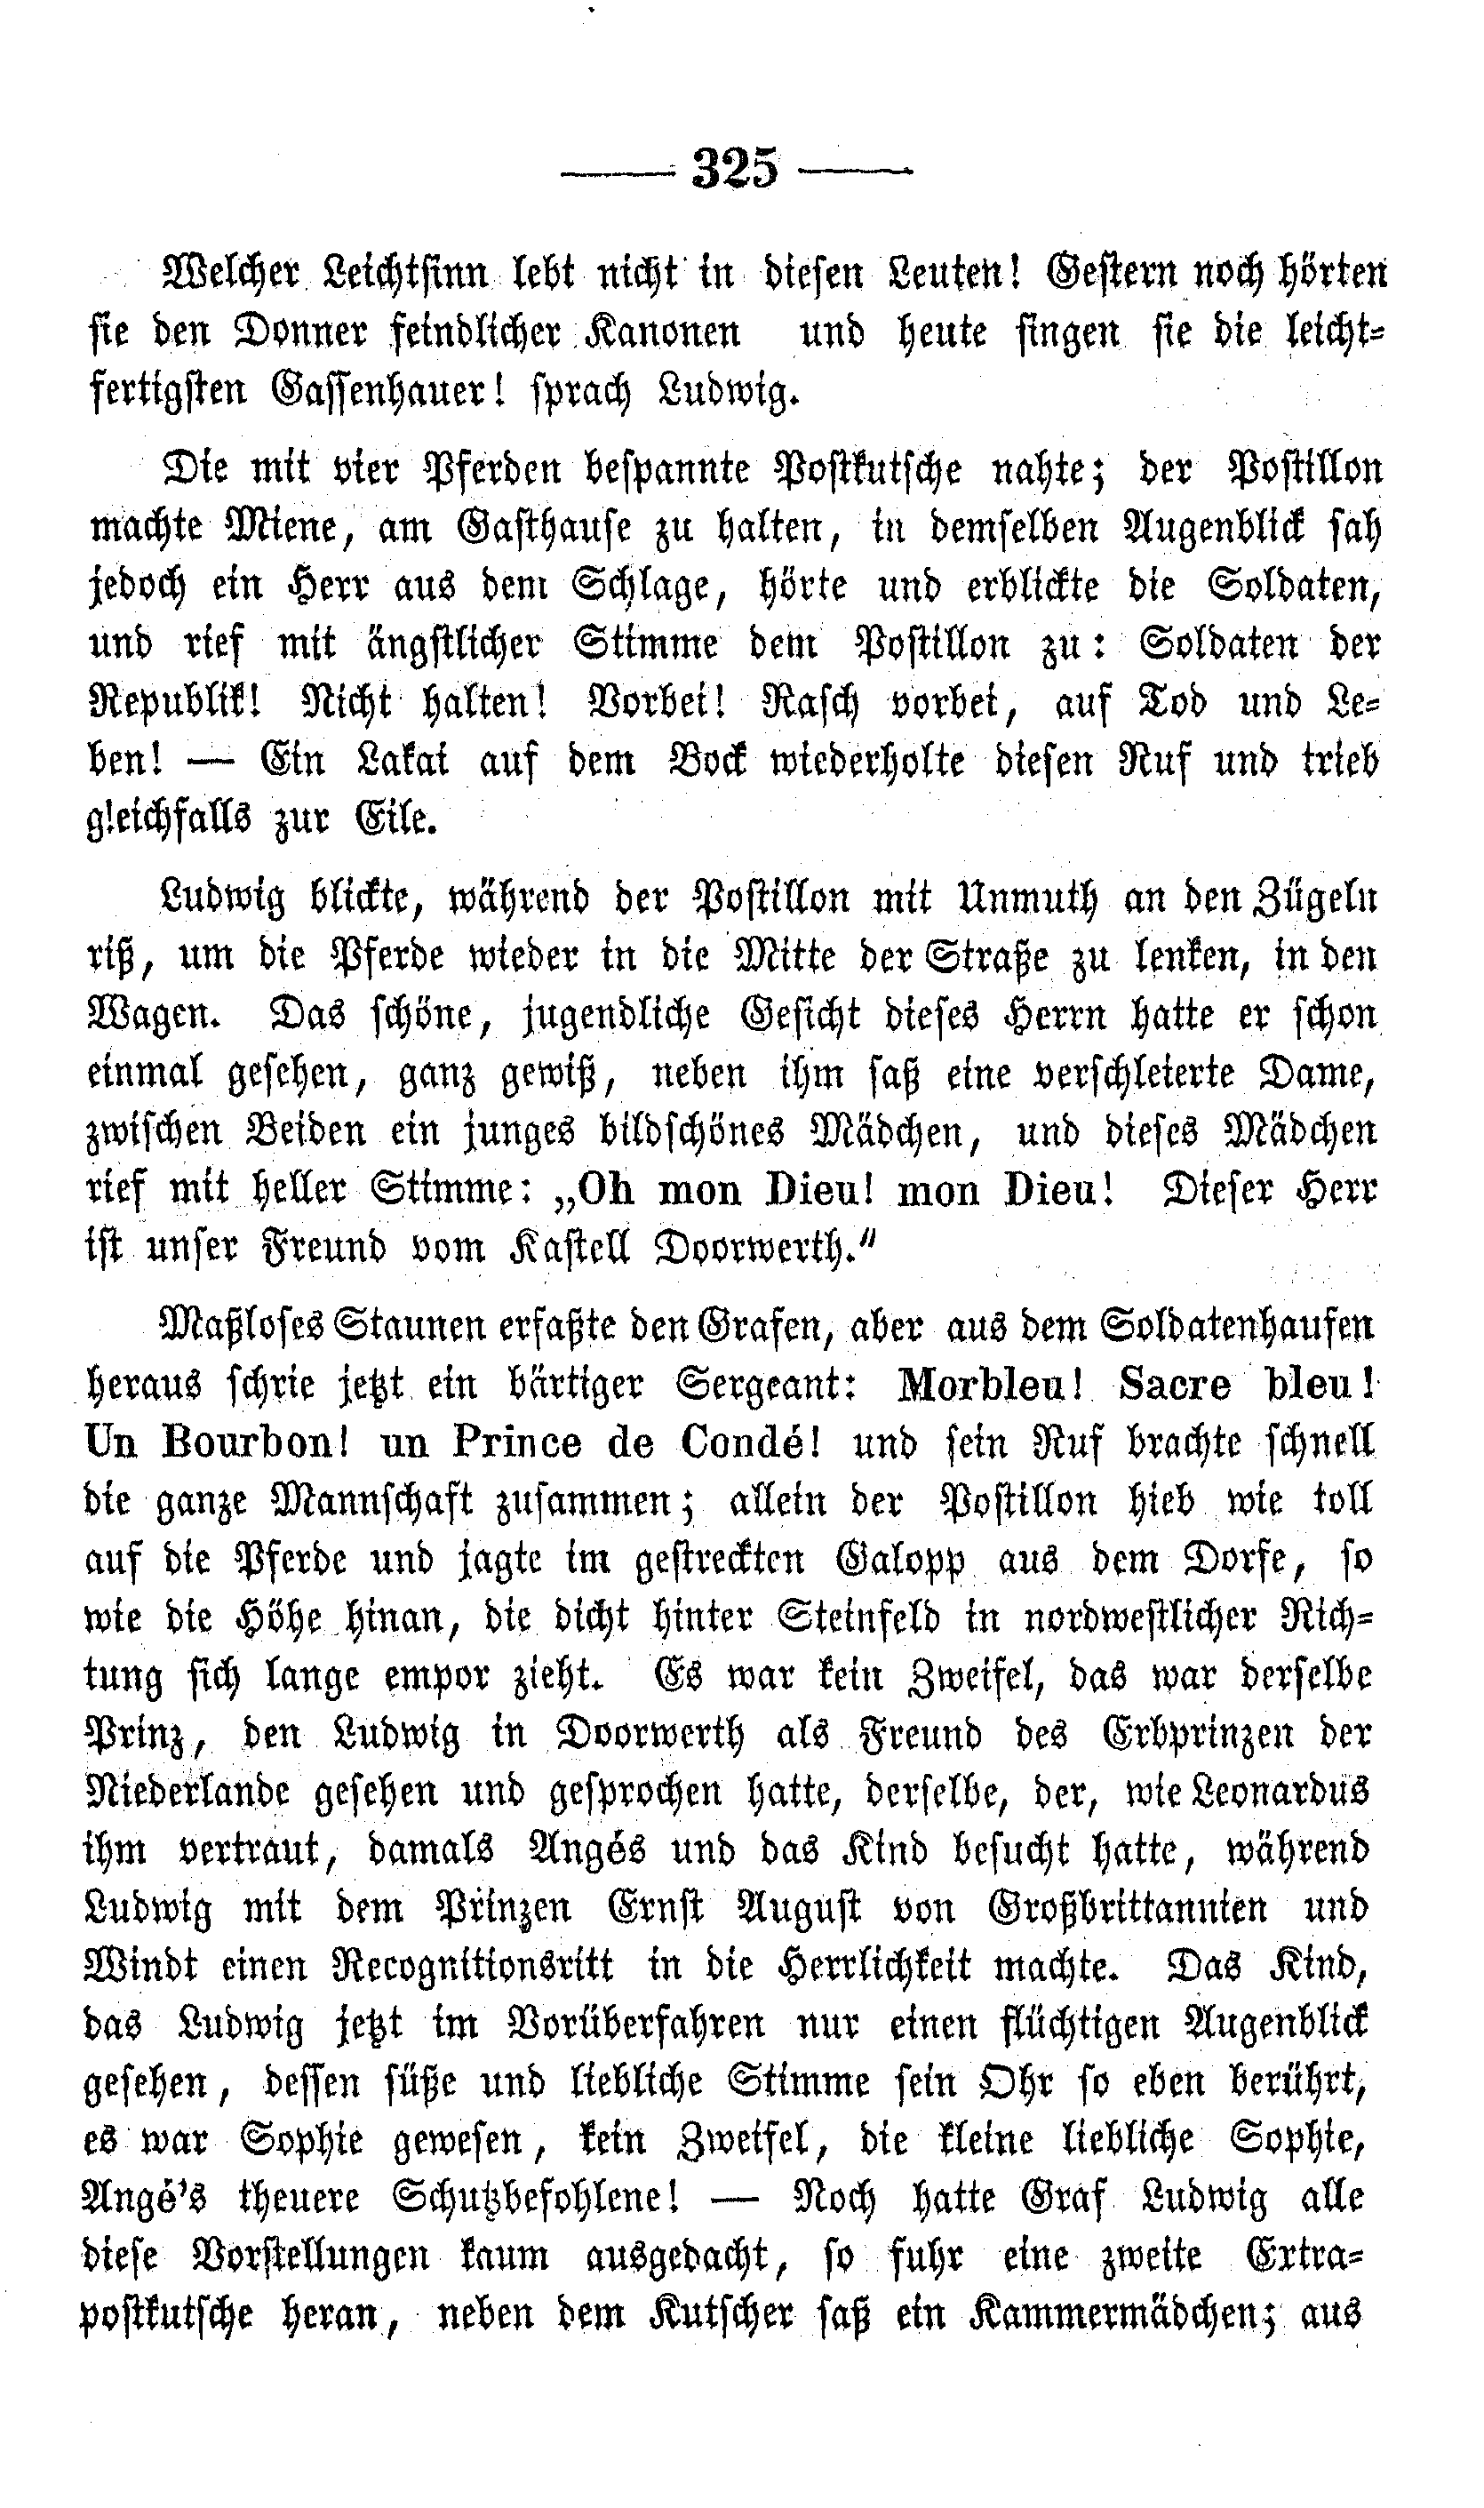 — 325 —
Welcher Leichtsinn lebt nicht in diesen Leuten! Gestern noch hörten
sie den Donner feindlicher Kanonen und heute singen sie die leicht-
fertigsten Gassenhauer! sprach Ludwig.
Die mit vier Pferden bespannte Postkutsche nahte; der Postillon
machte Miene, am Gasthause zu halten, in demselben Augenblick sah
jedoch ein Herr aus dem Schlage, hörte und erblickte die Soldaten,
und rief mit ängstlicher Stimme dem Postillon zu: Soldaten der
Republik! Nicht halten! Vorbei! Rasch vorbei, auf Tod und Le-
ben! — Ein Lakai auf dem Bock wiederholte diesen Ruf und trieb
gleichfalls zur Eile.
Ludwig blickte, während der Postillon mit Unmuth an den Zügeln
riß, um die Pferde wieder in die Mitte der Straße zu lenken, in den
Wagen. Das schöne, jugendliche Gesicht dieses Herrn hatte er schon
einmal gesehen, ganz gewiß, neben ihm saß eine verschleierte Dame,
zwischen Beiden ein junges bildschönes Mädchen, und dieses Mädchen
rief mit heller Stimme: „Oh mon Dieu! mon Dieu! Dieser Herr
ist unser Freund vom Kastell Doorwerth.“
Maßloses Staunen erfaßte den Grafen, aber aus dem Soldatenhaufen
heraus schrie jetzt ein bärtiger Sergeant: Morbleu! Sacre bleu!
Un Bourbon! un Prince de Condé! und sein Ruf brachte schnell
die ganze Mannschaft zusammen; allein der Postillon hieb wie toll
auf die Pferde und jagte im gestreckten Galopp aus dem Dorfe, so
wie die Höhe hinan, die dicht hinter Steinfeld in nordwestlicher Rich-
tung sich lange empor zieht. Es war kein Zweifel, das war derselbe
Prinz, den Ludwig in Doorwerth als Freund des Erbprinzen der
Niederlande gesehen und gesprochen hatte, derselbe, der, wie Leonardus
ihm vertraut, damals Angés und das Kind besucht hatte, während
Ludwig mit dem Prinzen Ernst August von Großbrittannien und
Windt einen Recognitionsritt in die Herrlichkeit machte. Das Kind,
das Ludwig jetzt im Vorüberfahren nur einen flüchtigen Augenblick
gesehen, dessen süße und liebliche Stimme sein Ohr so eben berührt,
es war Sophie gewesen, kein Zweifel, die kleine liebliche Sophie,
Angé's theuere Schutzbefohlene! — Noch hatte Graf Ludwig alle
diese Vorstellungen kaum ausgedacht, so fuhr eine zweite Extra-
postkutsche heran, neben dem Kutscher saß ein Kammermädchen; aus